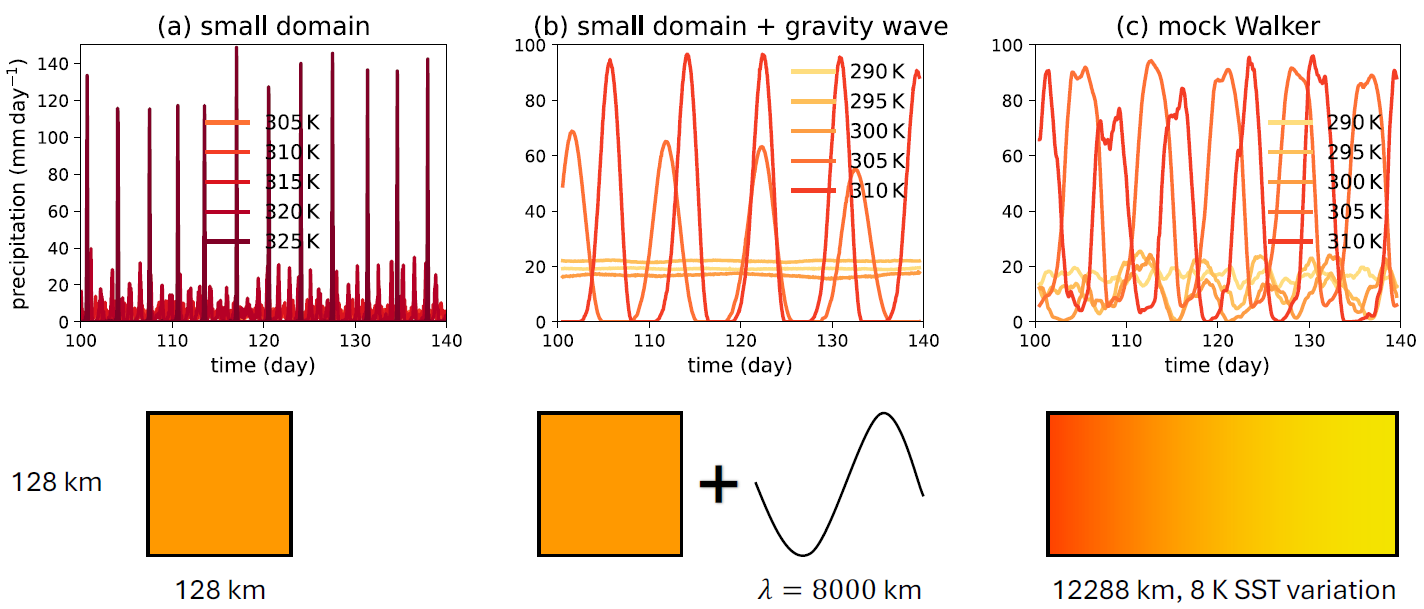 (a) small domain
precipitation (mm day⁻¹)
140
120
100
80
60
40
20
0
305 K
310 K
315 K
320 K
325 K
100 110 120 130 140
time (day)
(b) small domain + gravity wave
100
80
60
40
20
0
290 K
295 K
300 K
305 K
310 K
100 110 120 130 140
time (day)
(c) mock Walker
100
80
60
40
20
0
290 K
295 K
300 K
305 K
310 K
100 110 120 130 140
time (day)
128 km
128 km
+
λ = 8000 km
12288 km, 8 K SST variation